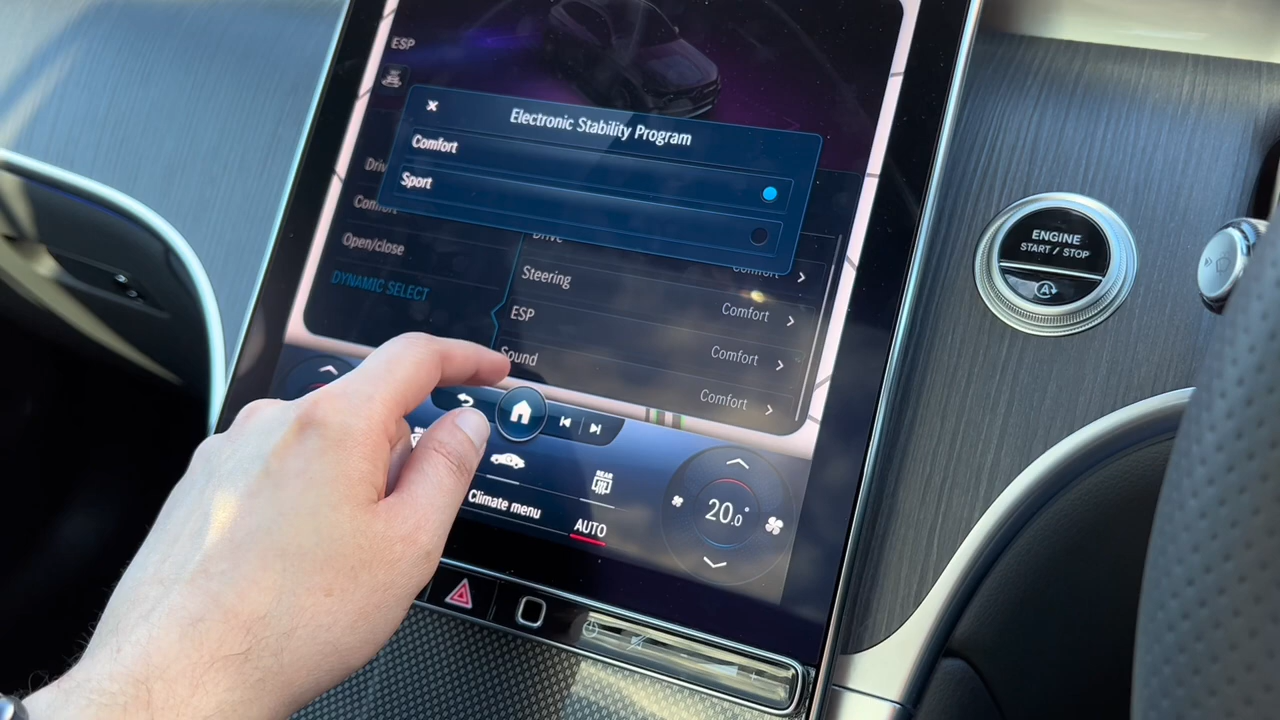 ESP
Electronic Stability Program
Comfort
Sport
Open/close
DYNAMIC SELECT
Drive
Comfort
Steering
Comfort
ESP
Comfort
Sound
Comfort
Climate menu
AUTO
REAR
20.0°
ENGINE
START / STOP
A